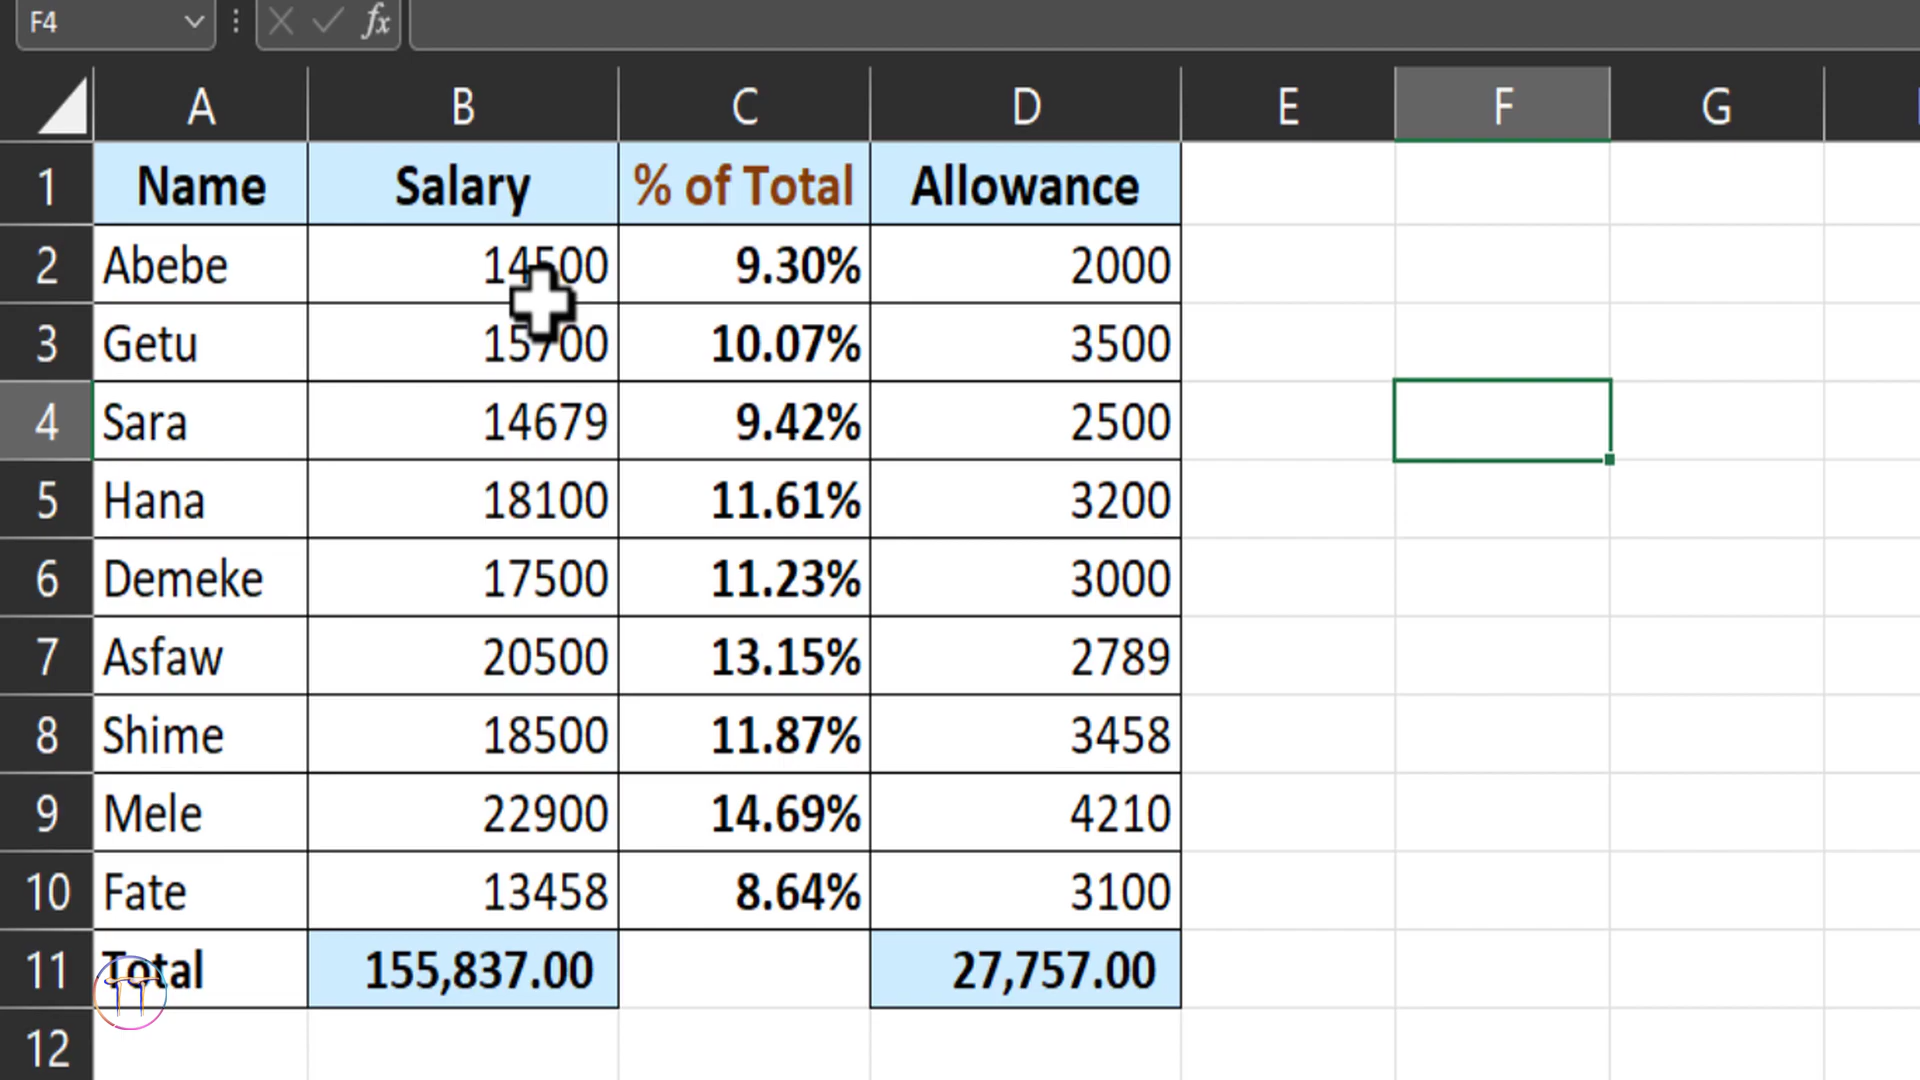 F4 fx
A B C D E F G
1 Name Salary % of Total Allowance
2 Abebe 14500 9.30% 2000
3 Getu 15700 10.07% 3500
4 Sara 14679 9.42% 2500
5 Hana 18100 11.61% 3200
6 Demeke 17500 11.23% 3000
7 Asfaw 20500 13.15% 2789
8 Shime 18500 11.87% 3458
9 Mele 22900 14.69% 4210
10 Fate 13458 8.64% 3100
11 Total 155,837.00 27,757.00
12